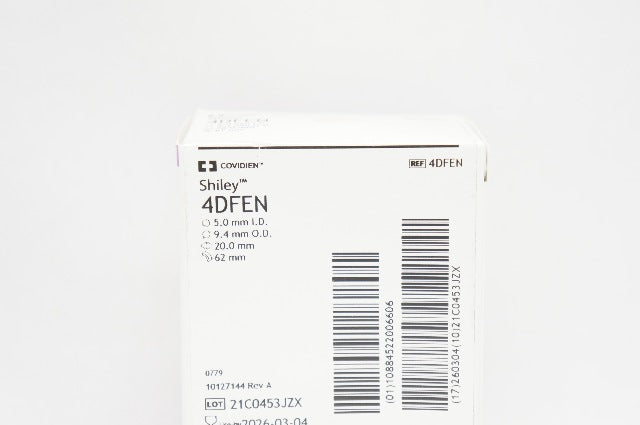 COVIDIEN™
REF 4DFEN
Shiley™
4DFEN
5.0 mm I.D.
9.4 mm O.D.
20.0 mm
62 mm
(01)10884522006606
(17)260304(10)21C0453JZX
0779
10127144 Rev A
LOT 21C0453JZX
2026-03-04